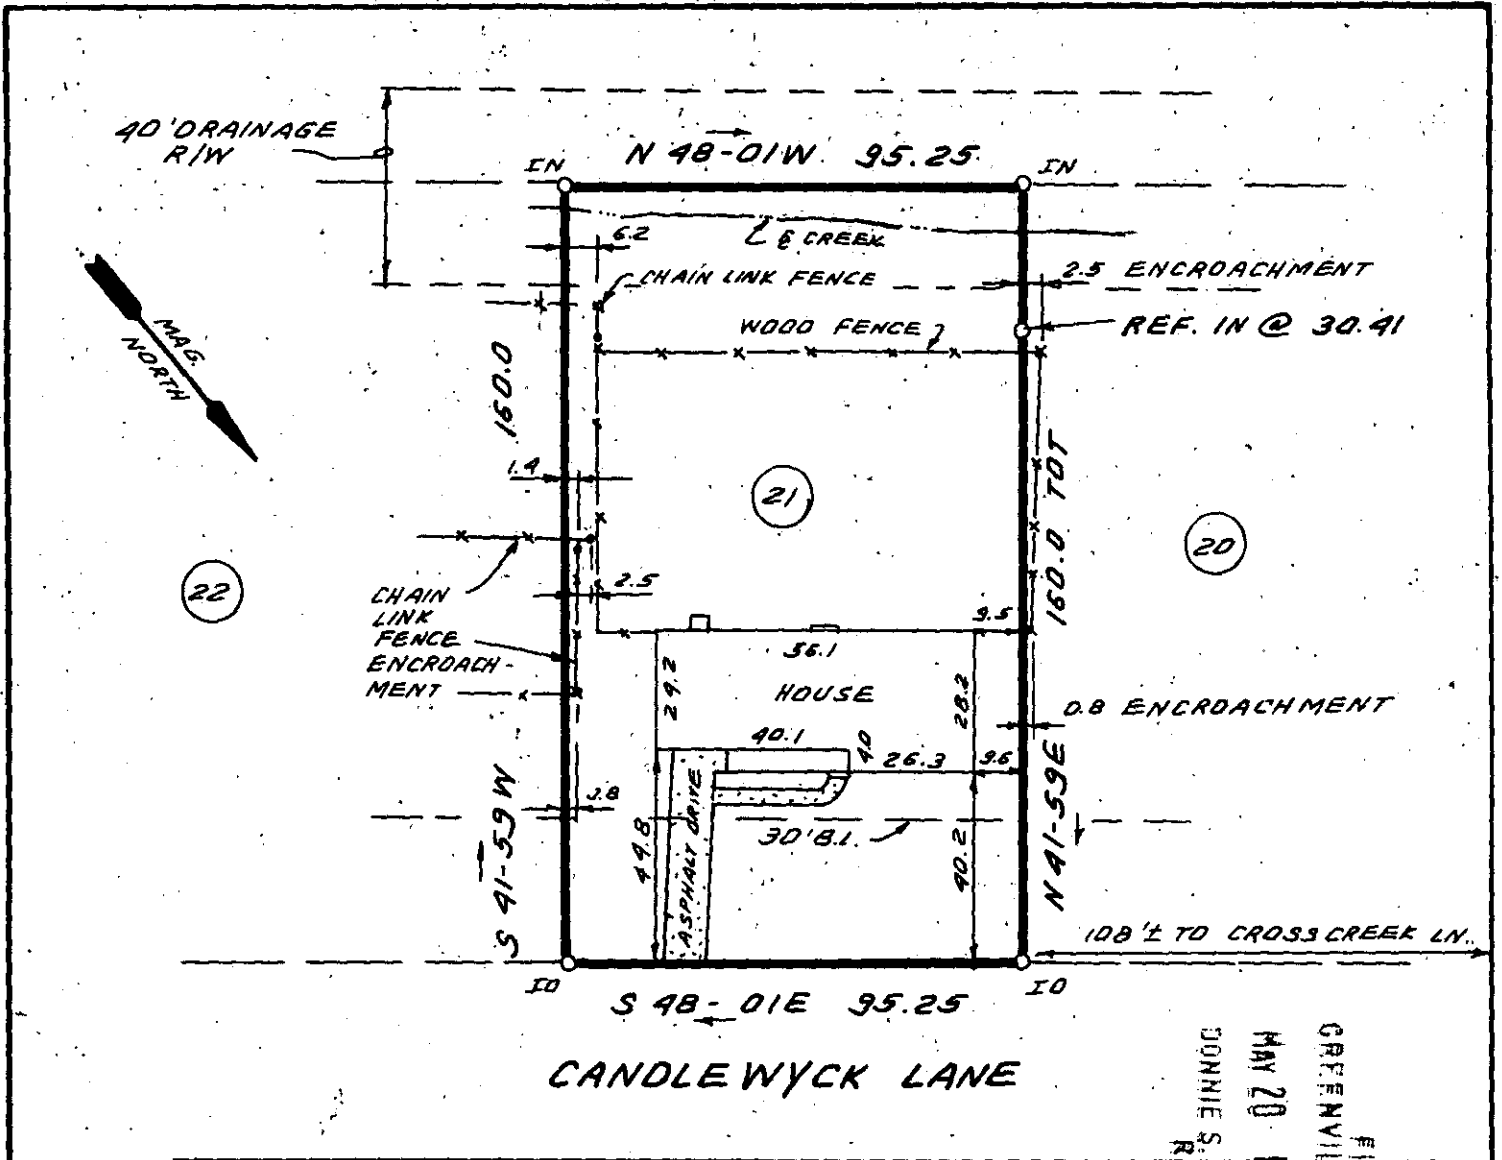 40' DRAINAGE
R/W
IN
N 48-01W 95.25
IN
6.2
℄ CREEK
CHAIN LINK FENCE
2.5 ENCROACHMENT
WOOD FENCE
REF. IN @ 30.41
MAG.
NORTH
160.0
1.4
21
160.0 TOT
20
22
CHAIN
LINK
FENCE
ENCROACH-
MENT
2.5
9.5
56.1
29.2
HOUSE
28.2
0.8 ENCROACHMENT
40.1
4.0
26.3
9.6
ASPHALT DRIVE
30' B.L.
49.8
40.2
S 41-59 W
N 41-59E
108'± TO CROSS CREEK LN.
IO
S 48-01E 95.25
IO
CANDLEWYCK LANE
GREENVI
MAY 20
DONNIE S.